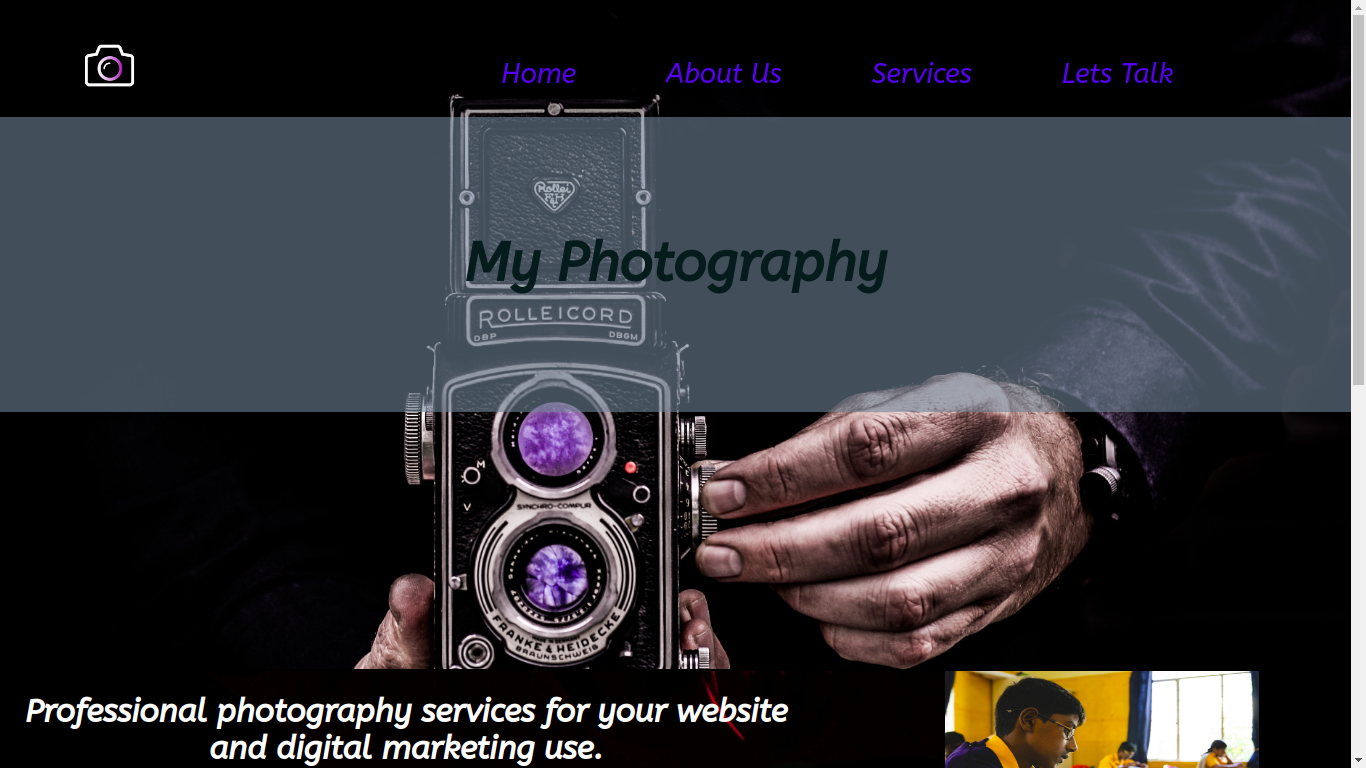 Home About Us Services Lets Talk
Rollei
F&H
My Photography
ROLLEICORD
DBP DBGM
M
V
SYNCHRO-COMPUR
FRANKE & HEIDECKE
BRAUNSCHWEIG
Professional photography services for your website
and digital marketing use.